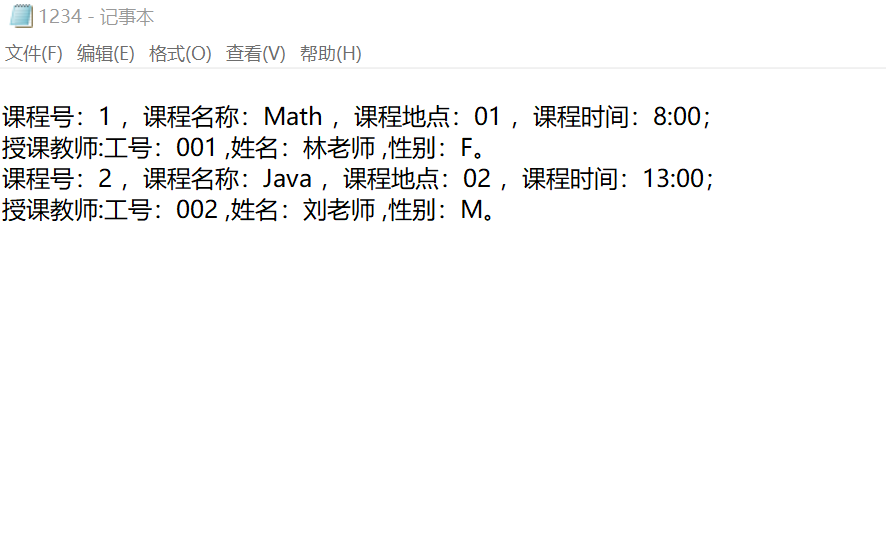 1234 - 记事本
文件(F) 编辑(E) 格式(O) 查看(V) 帮助(H)
课程号：1 ，课程名称：Math ，课程地点：01 ，课程时间：8:00；
授课教师:工号：001 ,姓名：林老师 ,性别：F。
课程号：2 ，课程名称：Java ，课程地点：02 ，课程时间：13:00；
授课教师:工号：002 ,姓名：刘老师 ,性别：M。